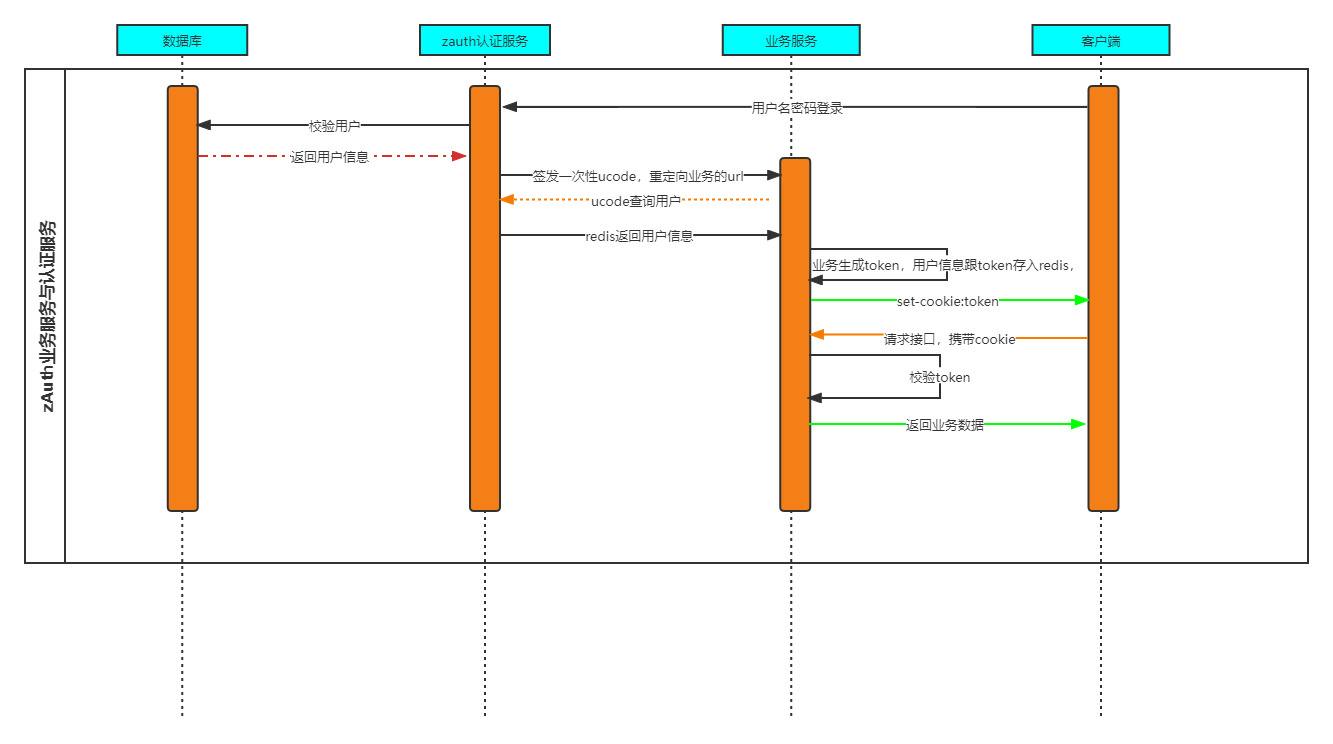 数据库
zauth认证服务
业务服务
客户端
zAuth业务服务与认证服务
用户名密码登录
校验用户
返回用户信息
签发一次性ucode，重定向业务的url
ucode查询用户
redis返回用户信息
业务生成token，用户信息跟token存入redis，
set-cookie:token
请求接口，携带cookie
校验token
返回业务数据